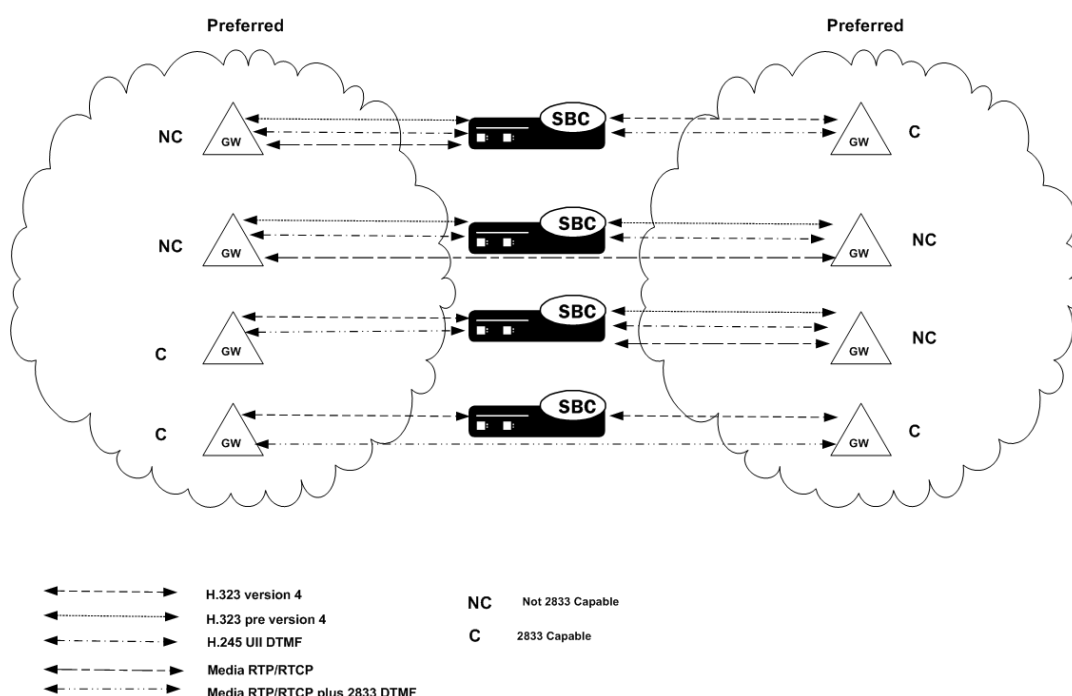 Preferred
Preferred
NC
GW
SBC
GW
C
NC
GW
SBC
GW
NC
C
GW
SBC
GW
NC
C
GW
SBC
GW
C
H.323 version 4
H.323 pre version 4
H.245 UII DTMF
Media RTP/RTCP
Media RTP/RTCP plus 2833 DTMF
NC Not 2833 Capable
C 2833 Capable